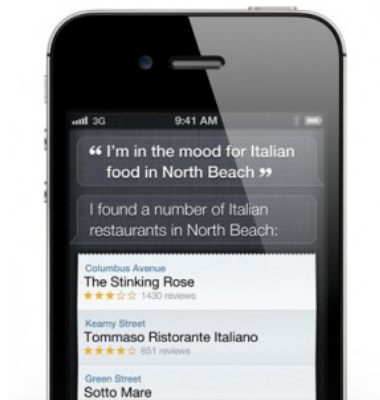 3G 9:41 AM
“ I'm in the mood for Italian
food in North Beach ”
I found a number of Italian
restaurants in North Beach:
Columbus Avenue
The Stinking Rose
1430 reviews
Kearny Street
Tommaso Ristorante Italiano
851 reviews
Green Street
Sotto Mare